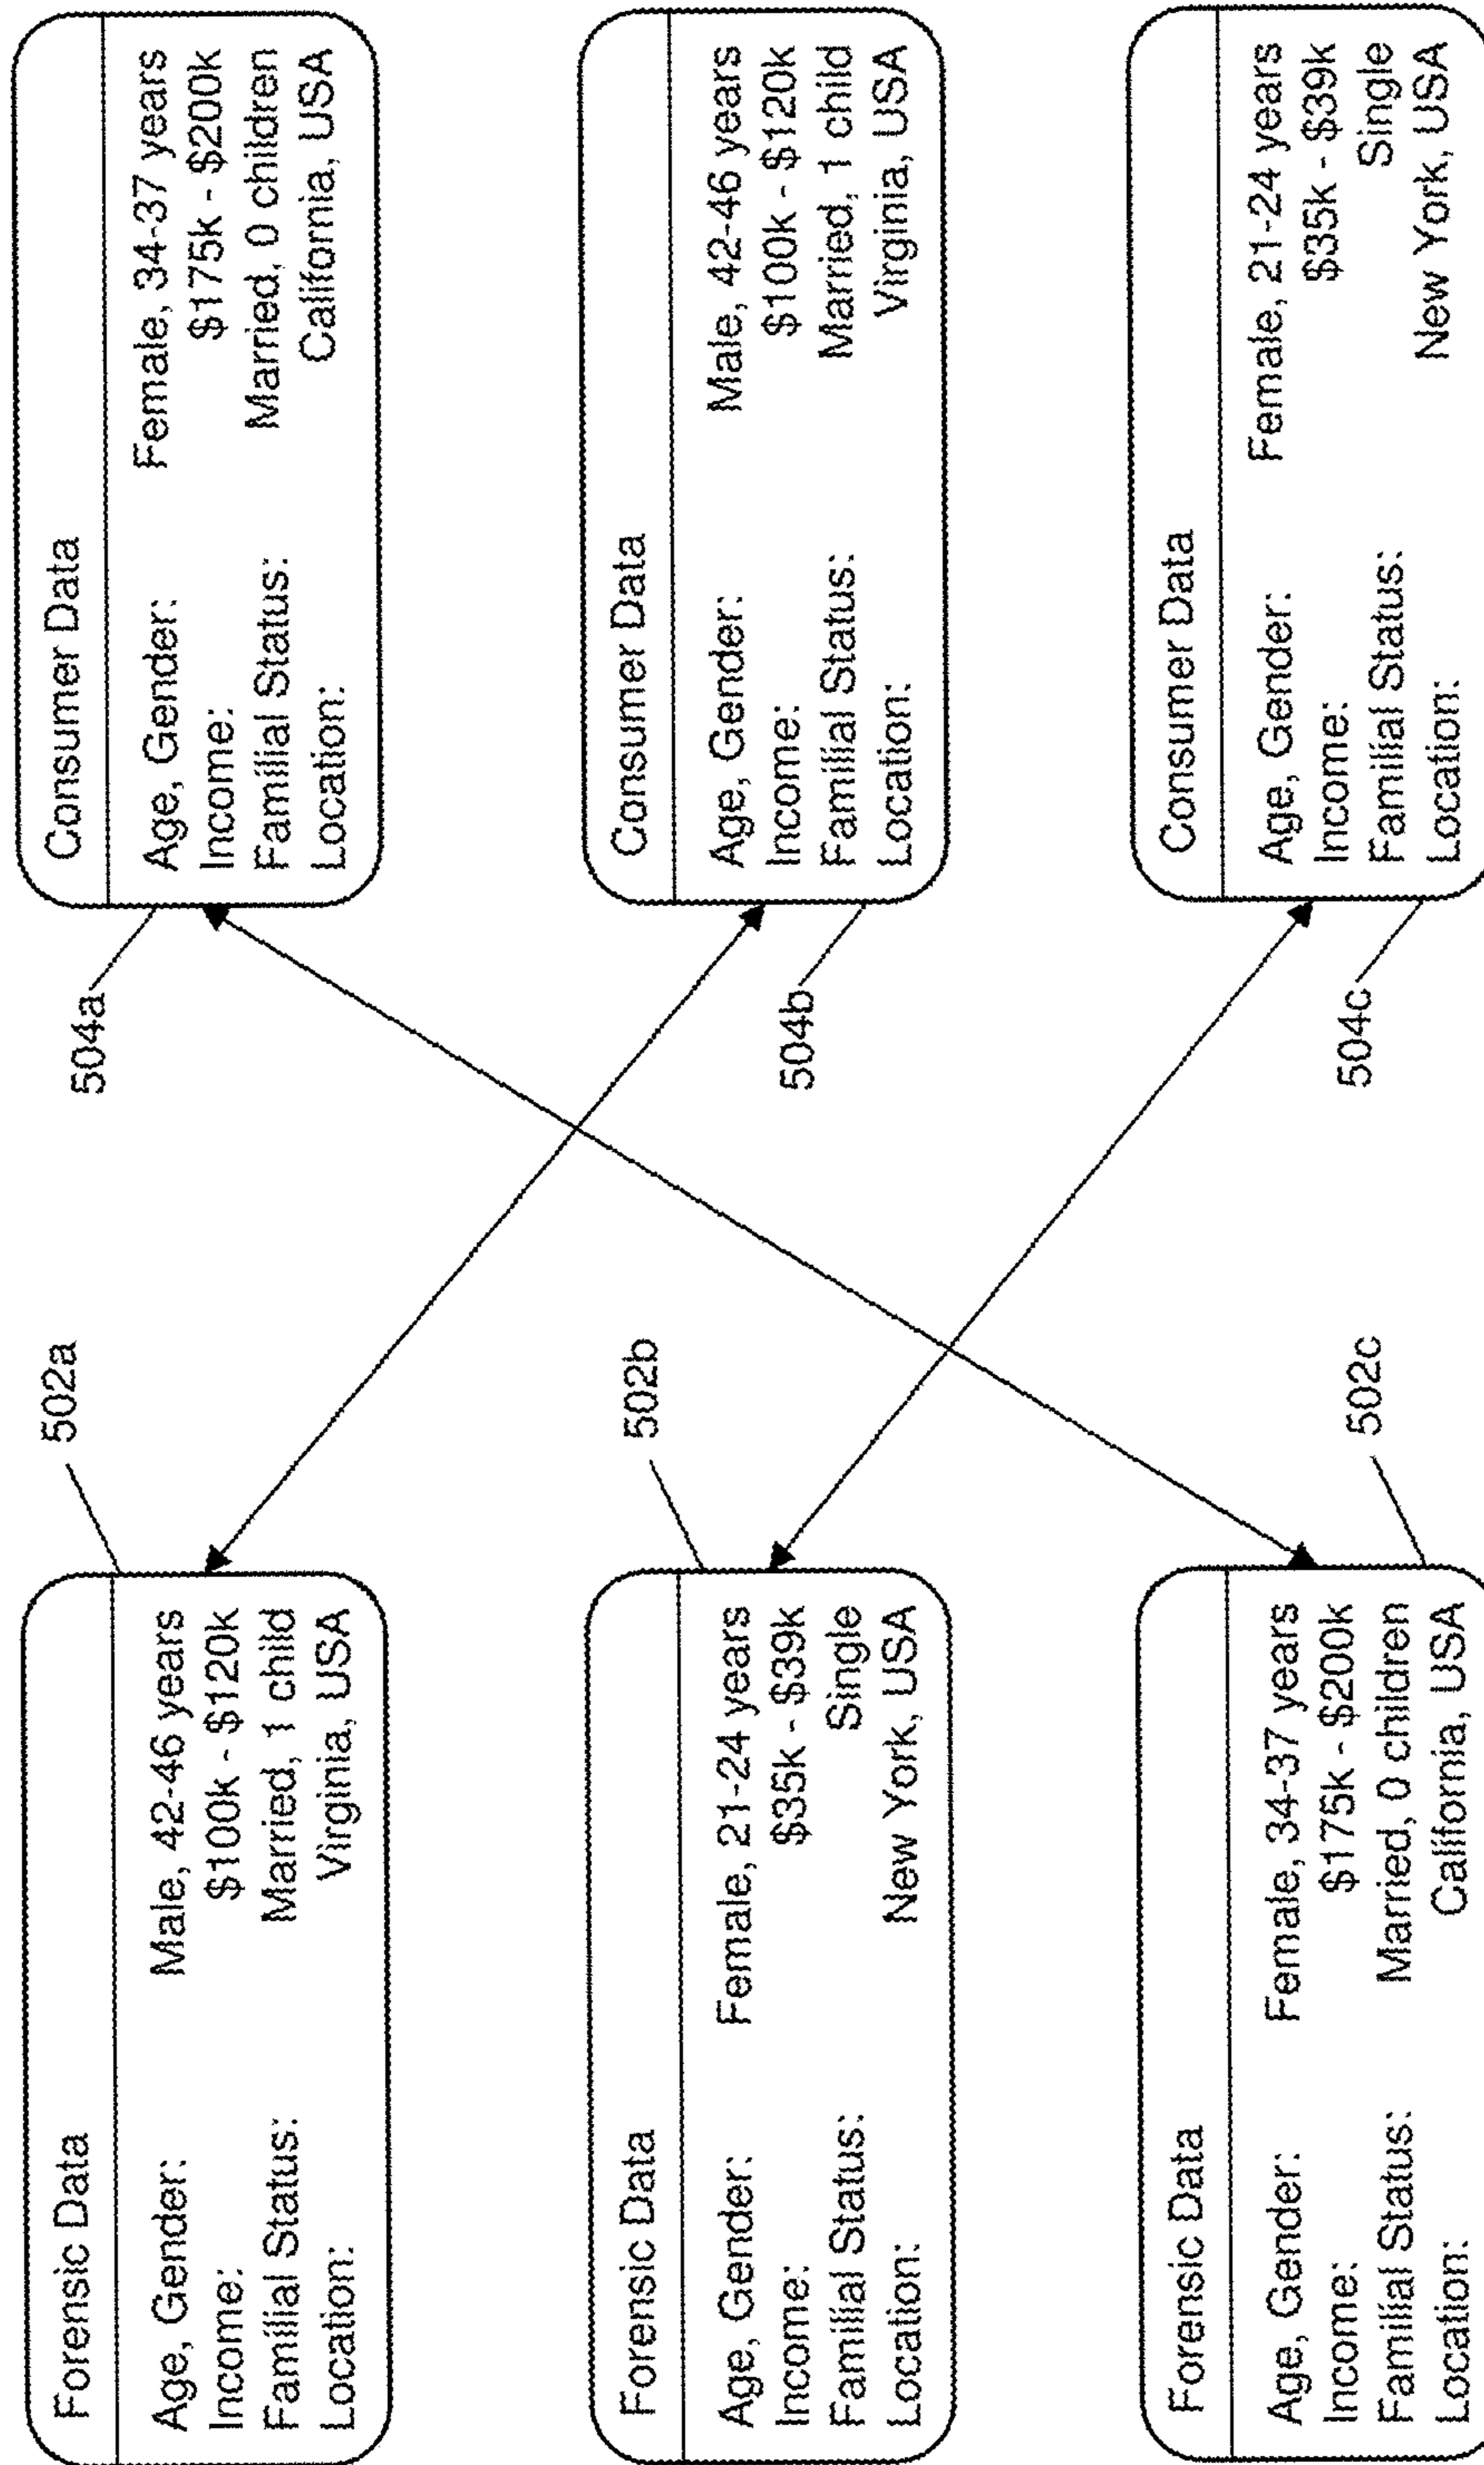 Forensic Data
Age, Gender: Male, 42-46 years
Income: $100k - $120k
Familial Status: Married, 1 child
Location: Virginia, USA
502a
Forensic Data
Age, Gender: Female, 21-24 years
Income: $35k - $39k
Familial Status: Single
Location: New York, USA
502b
Forensic Data
Age, Gender: Female, 34-37 years
Income: $175k - $200k
Familial Status: Married, 0 children
Location: California, USA
502c
504a
Consumer Data
Age, Gender: Female, 34-37 years
Income: $175k - $200k
Familial Status: Married, 0 children
Location: California, USA
504b
Consumer Data
Age, Gender: Male, 42-46 years
Income: $100k - $120k
Familial Status: Married, 1 child
Location: Virginia, USA
504c
Consumer Data
Age, Gender: Female, 21-24 years
Income: $35k - $39k
Familial Status: Single
Location: New York, USA